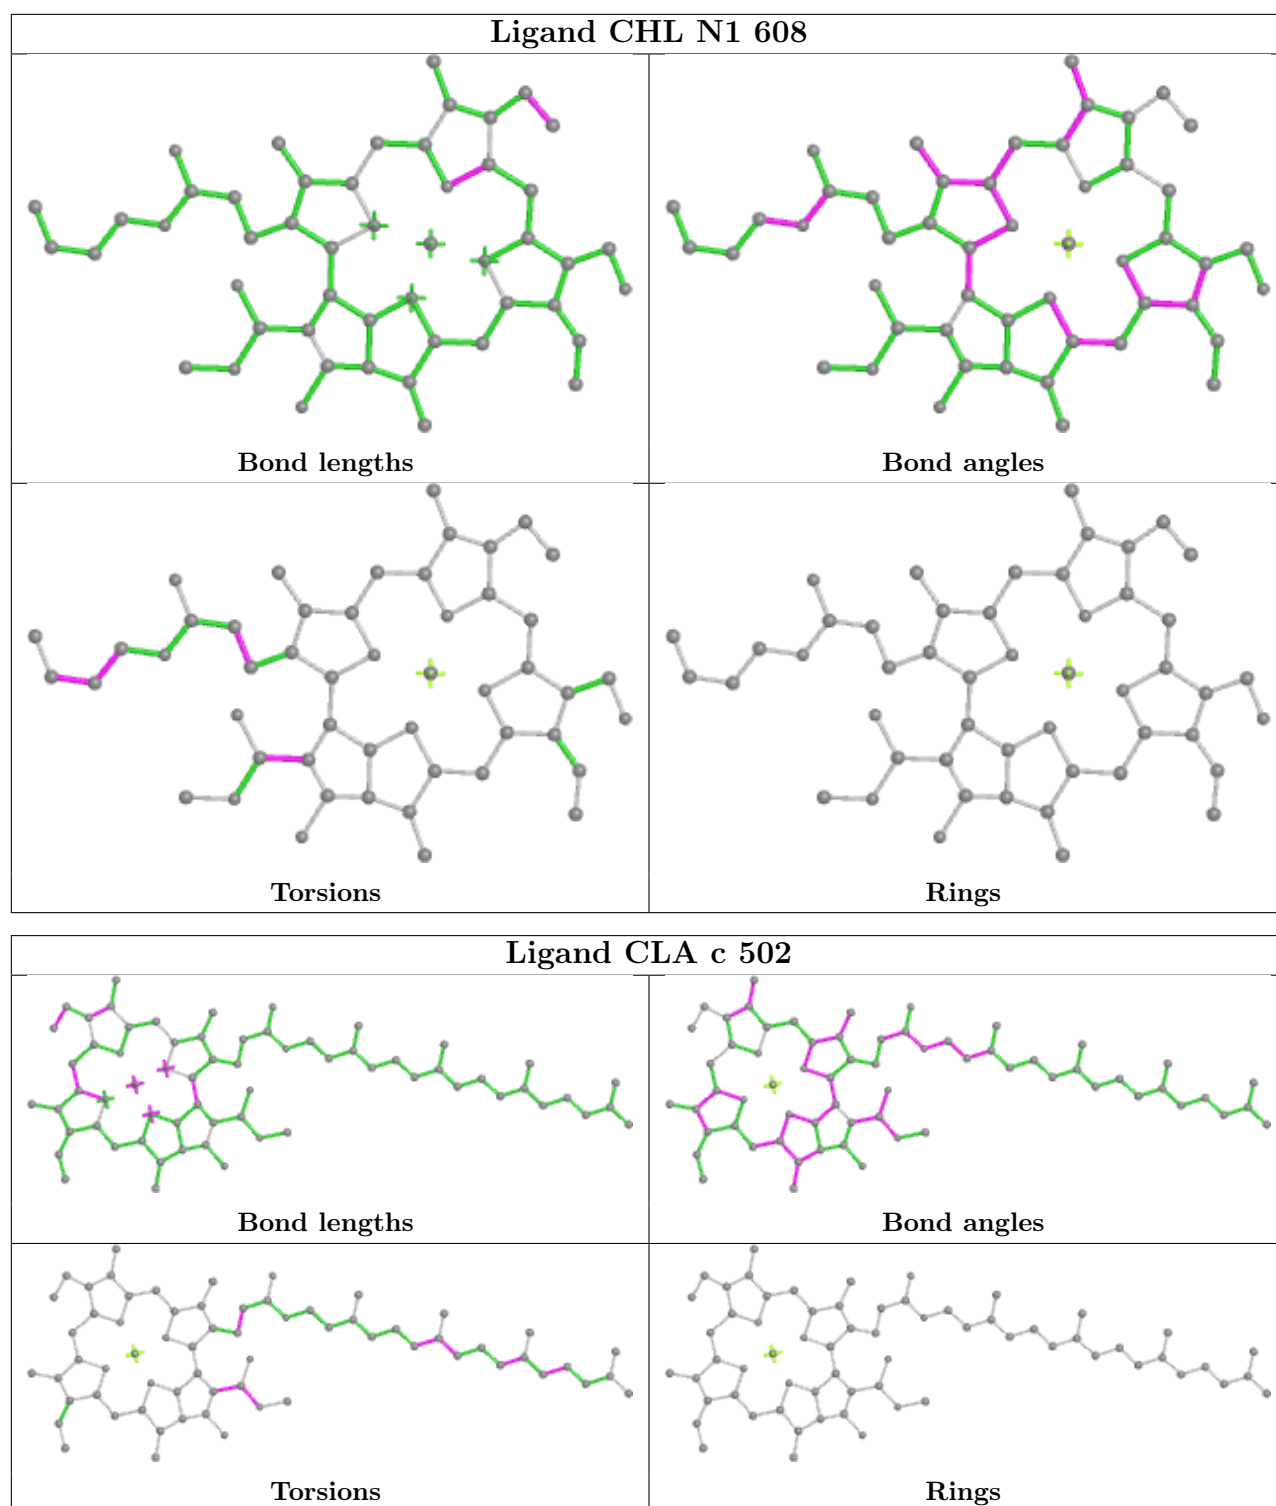 Ligand CHL N1 608
Bond lengths
Bond angles
Torsions
Rings
Ligand CLA c 502
Bond lengths
Bond angles
Torsions
Rings